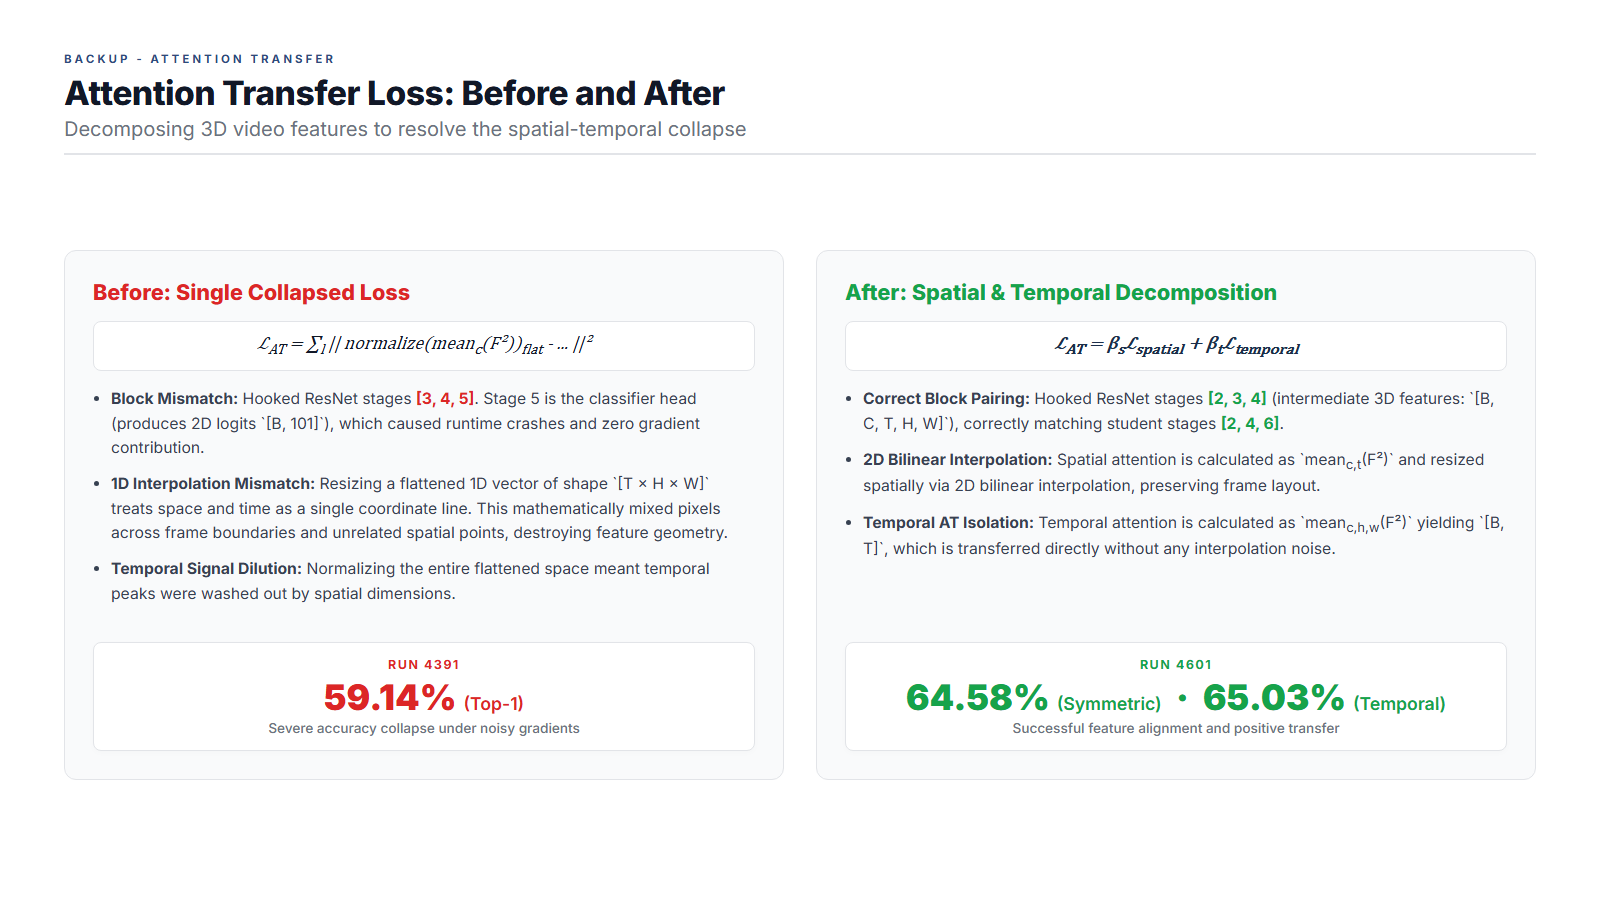 BACKUP - ATTENTION TRANSFER
Attention Transfer Loss: Before and After
Decomposing 3D video features to resolve the spatial-temporal collapse
Before: Single Collapsed Loss
ℒ_AT = ∑_l || normalize(mean_c(F²))_flat - ... ||²
• Block Mismatch: Hooked ResNet stages [3, 4, 5]. Stage 5 is the classifier head
(produces 2D logits `[B, 101]`), which caused runtime crashes and zero gradient
contribution.
• 1D Interpolation Mismatch: Resizing a flattened 1D vector of shape `[T × H × W]`
treats space and time as a single coordinate line. This mathematically mixed pixels
across frame boundaries and unrelated spatial points, destroying feature geometry.
• Temporal Signal Dilution: Normalizing the entire flattened space meant temporal
peaks were washed out by spatial dimensions.
RUN 4391
59.14% (Top-1)
Severe accuracy collapse under noisy gradients
After: Spatial & Temporal Decomposition
ℒ_AT = β_sℒ_spatial + β_tℒ_temporal
• Correct Block Pairing: Hooked ResNet stages [2, 3, 4] (intermediate 3D features: `[B,
C, T, H, W]`), correctly matching student stages [2, 4, 6].
• 2D Bilinear Interpolation: Spatial attention is calculated as `mean_c,t(F²)` and resized
spatially via 2D bilinear interpolation, preserving frame layout.
• Temporal AT Isolation: Temporal attention is calculated as `mean_c,h,w(F²)` yielding `[B,
T]`, which is transferred directly without any interpolation noise.
RUN 4601
64.58% (Symmetric) • 65.03% (Temporal)
Successful feature alignment and positive transfer